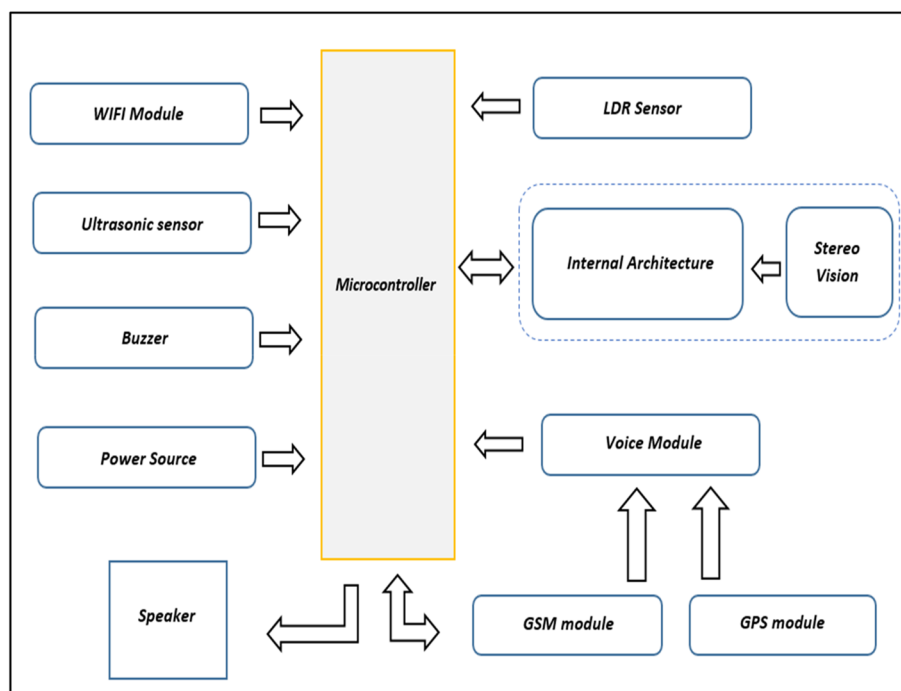 WIFI Module
LDR Sensor
Ultrasonic sensor
Internal Architecture
Stereo
Vision
Microcontroller
Buzzer
Power Source
Voice Module
Speaker
GSM module
GPS module